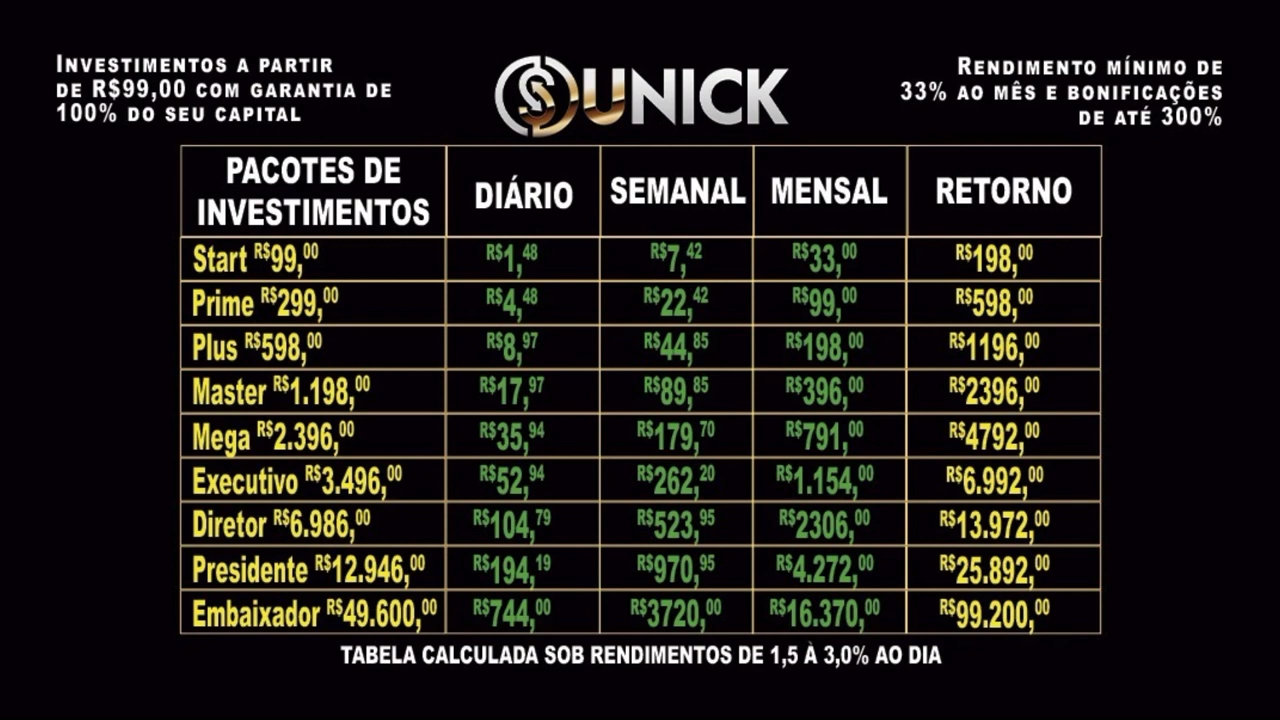 INVESTIMENTOS A PARTIR
DE R$99,00 COM GARANTIA DE
100% DO SEU CAPITAL
UNICK
RENDIMENTO MÍNIMO DE
33% AO MÊS E BONIFICAÇÕES
DE ATÉ 300%
PACOTES DE
INVESTIMENTOS DIÁRIO SEMANAL MENSAL RETORNO
Start R$99,00 R$1,48 R$7,42 R$33,00 R$198,00
Prime R$299,00 R$4,48 R$22,42 R$99,00 R$598,00
Plus R$598,00 R$8,97 R$44,85 R$198,00 R$1196,00
Master R$1.198,00 R$17,97 R$89,85 R$396,00 R$2396,00
Mega R$2.396,00 R$35,94 R$179,70 R$791,00 R$4792,00
Executivo R$3.496,00 R$52,94 R$262,20 R$1.154,00 R$6.992,00
Diretor R$6.986,00 R$104,79 R$523,95 R$2306,00 R$13.972,00
Presidente R$12.946,00 R$194,19 R$970,95 R$4.272,00 R$25.892,00
Embaixador R$49.600,00 R$744,00 R$3720,00 R$16.370,00 R$99.200,00
TABELA CALCULADA SOB RENDIMENTOS DE 1,5 À 3,0% AO DIA